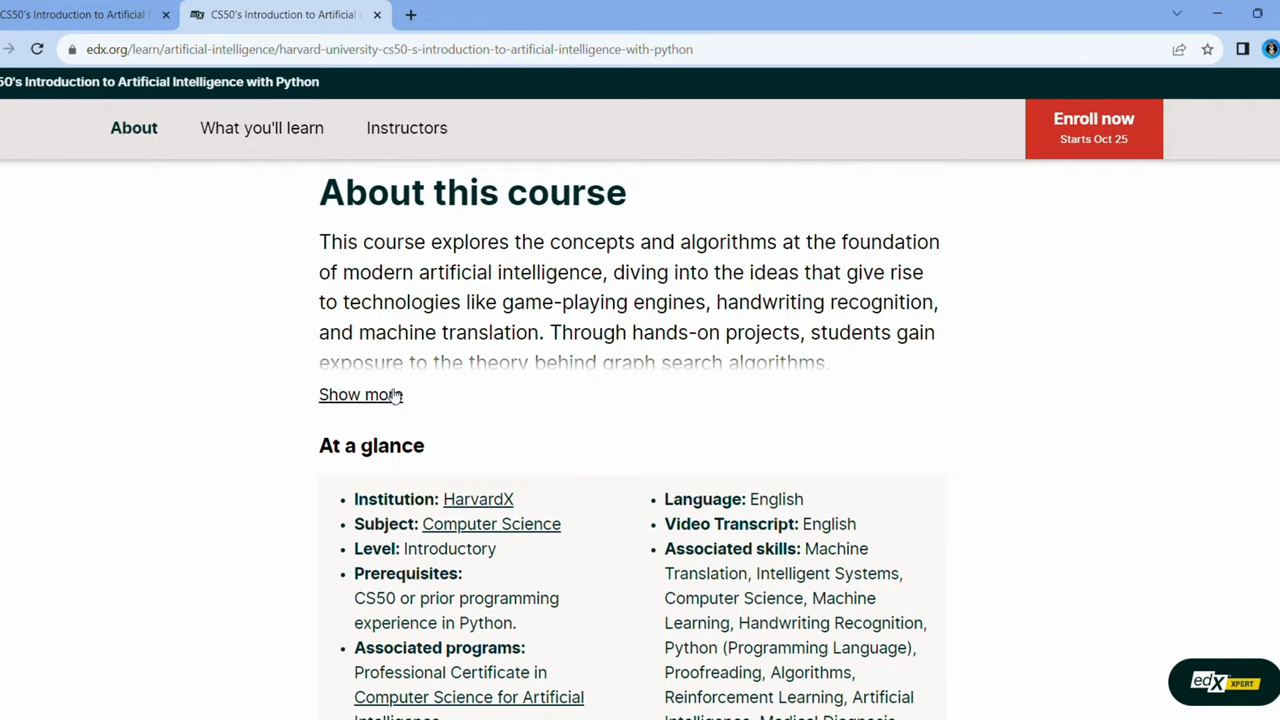 CS50's Introduction to Artificial
CS50's Introduction to Artificial
edx.org/learn/artificial-intelligence/harvard-university-cs50-s-introduction-to-artificial-intelligence-with-python
50's Introduction to Artificial Intelligence with Python
About
What you'll learn
Instructors
Enroll now
Starts Oct 25
About this course
This course explores the concepts and algorithms at the foundation
of modern artificial intelligence, diving into the ideas that give rise
to technologies like game-playing engines, handwriting recognition,
and machine translation. Through hands-on projects, students gain
exposure to the theory behind graph search algorithms,
Show more
At a glance
• Institution: HarvardX
• Subject: Computer Science
• Level: Introductory
• Prerequisites:
CS50 or prior programming
experience in Python.
• Associated programs:
Professional Certificate in
Computer Science for Artificial
Intelligence
• Language: English
• Video Transcript: English
• Associated skills: Machine
Translation, Intelligent Systems,
Computer Science, Machine
Learning, Handwriting Recognition,
Python (Programming Language),
Proofreading, Algorithms,
Reinforcement Learning, Artificial
Intelligence, Medical Diagnosis
edX XPERT